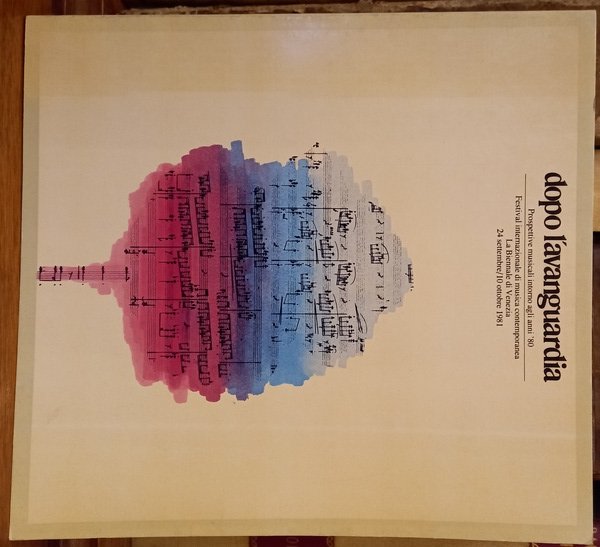 dopo l'avanguardia
Prospettive musicali intorno agli anni '80
Festival internazionale di musica contemporanea
La Biennale di Venezia
24 settembre/10 ottobre 1981